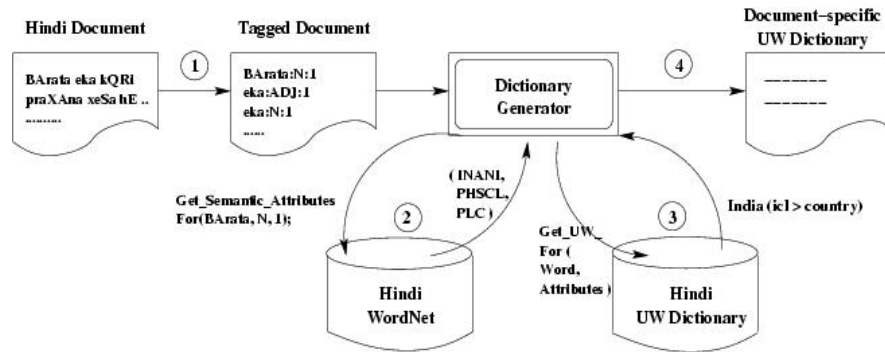 Hindi Document
Tagged Document
Document-specific
UW Dictionary
BArata eka kQRi
praXAna xeSa hE ..
..........
1
BArata:N:1
eka:ADJ:1
eka:N:1
......
Dictionary
Generator
4
Get_Semantic_Attributes
For(BArata, N, 1);
2
( INANI,
PHSCL,
PLC )
Get_UW_
For (
Word,
Attributes )
3
India (icl > country)
Hindi
WordNet
Hindi
UW Dictionary